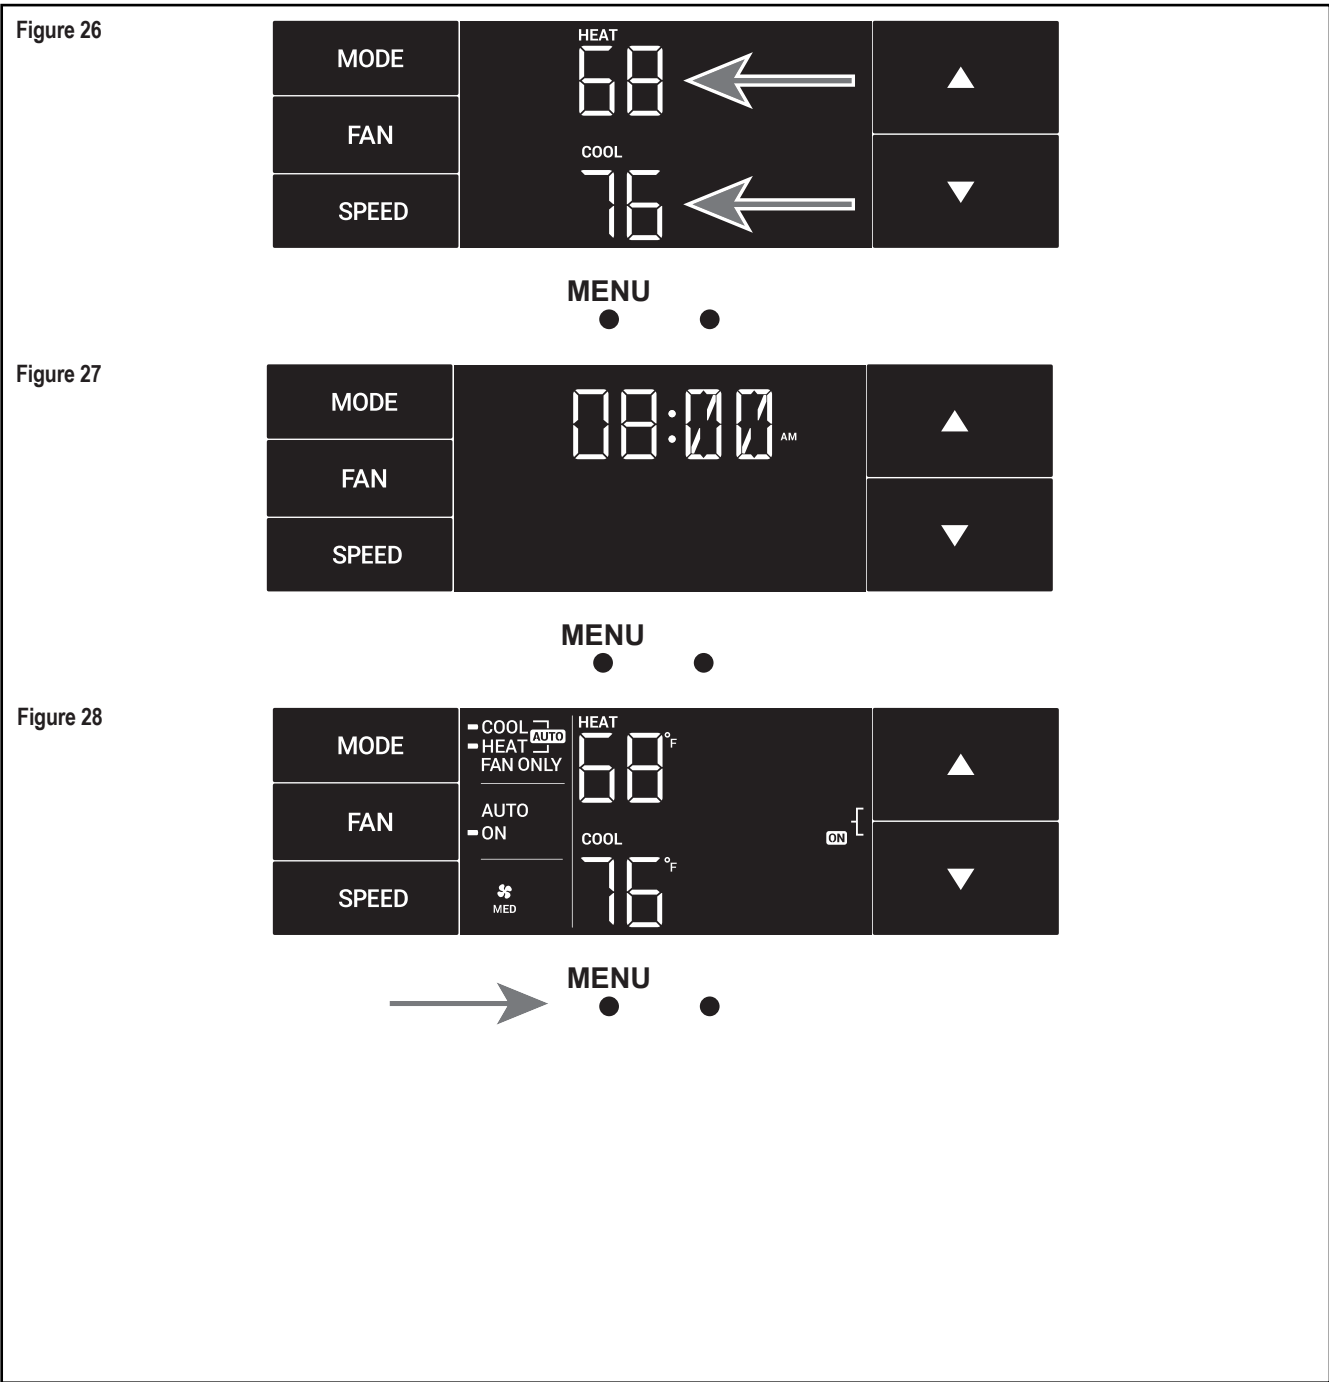 Figure 26
MODE
FAN
SPEED
HEAT
68
COOL
76
▲
▼
MENU
Figure 27
MODE
FAN
SPEED
08:00 AM
▲
▼
MENU
Figure 28
MODE
FAN
SPEED
COOL
HEAT
AUTO
FAN ONLY
AUTO
ON
MED
HEAT
68°F
COOL
76°F
ON
▲
▼
MENU